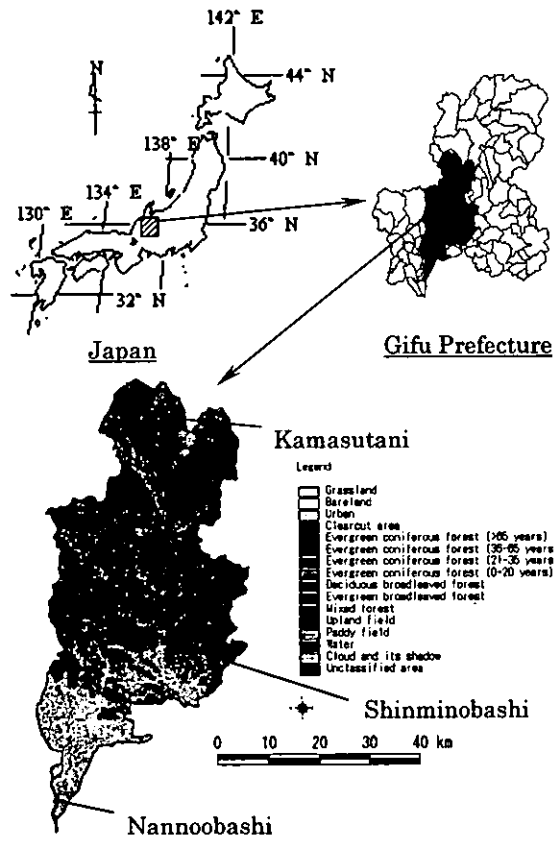 142° E
N
44° N
138° E
40° N
134° E
130° E
36° N
32° N
Japan
Gifu Prefecture
Kamasutani
Legend
Grassland
Bareland
Urban
Clearcut area
Evergreen coniferous forest (>65 years)
Evergreen coniferous forest (36-65 years
Evergreen coniferous forest (21-35 years
Evergreen coniferous forest (0-20 years)
Deciduous broadleaved forest
Evergreen broadleaved forest
Mixed forest
Upland field
Paddy field
Water
Cloud and its shadow
Unclassified area
Shinminobashi
0 10 20 30 40 km
Nannoobashi